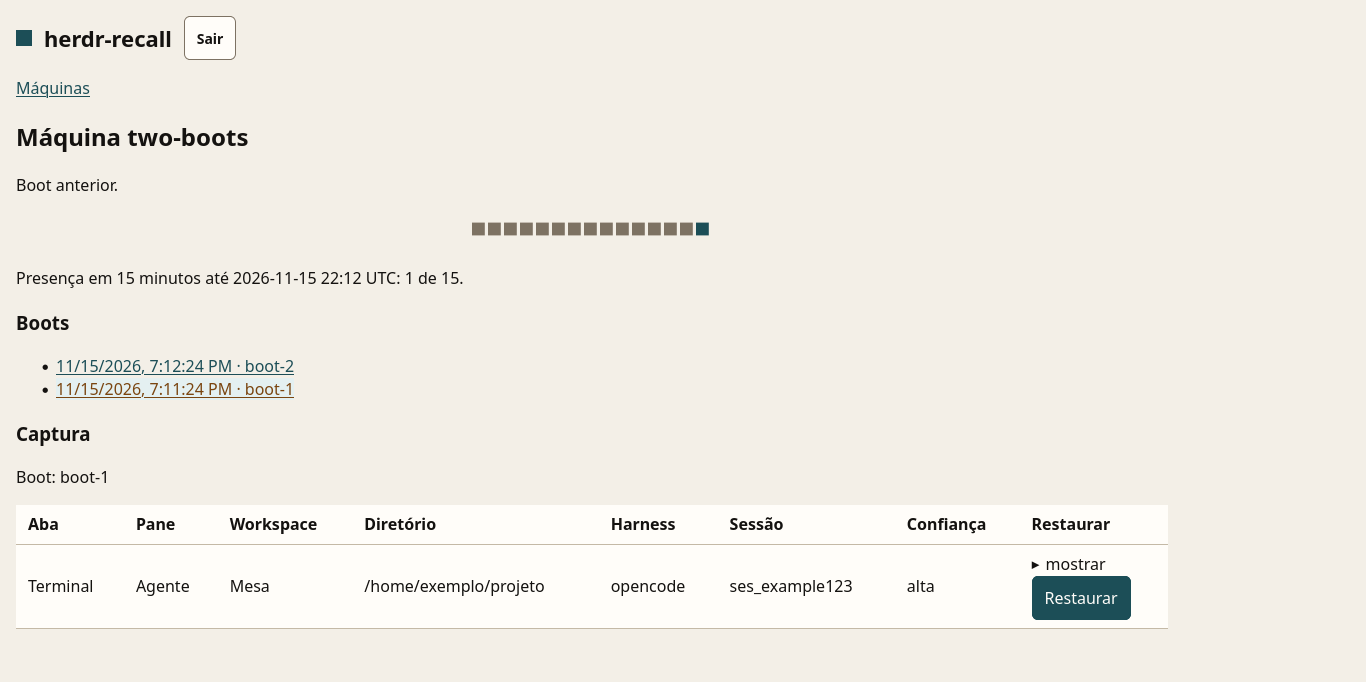 herdr-recall Sair
Máquinas
Máquina two-boots
Boot anterior.
Presença em 15 minutos até 2026-11-15 22:12 UTC: 1 de 15.
Boots
11/15/2026, 7:12:24 PM · boot-2
11/15/2026, 7:11:24 PM · boot-1
Captura
Boot: boot-1
Aba Pane Workspace Diretório Harness Sessão Confiança Restaurar
Terminal Agente Mesa /home/exemplo/projeto opencode ses_example123 alta mostrar
Restaurar